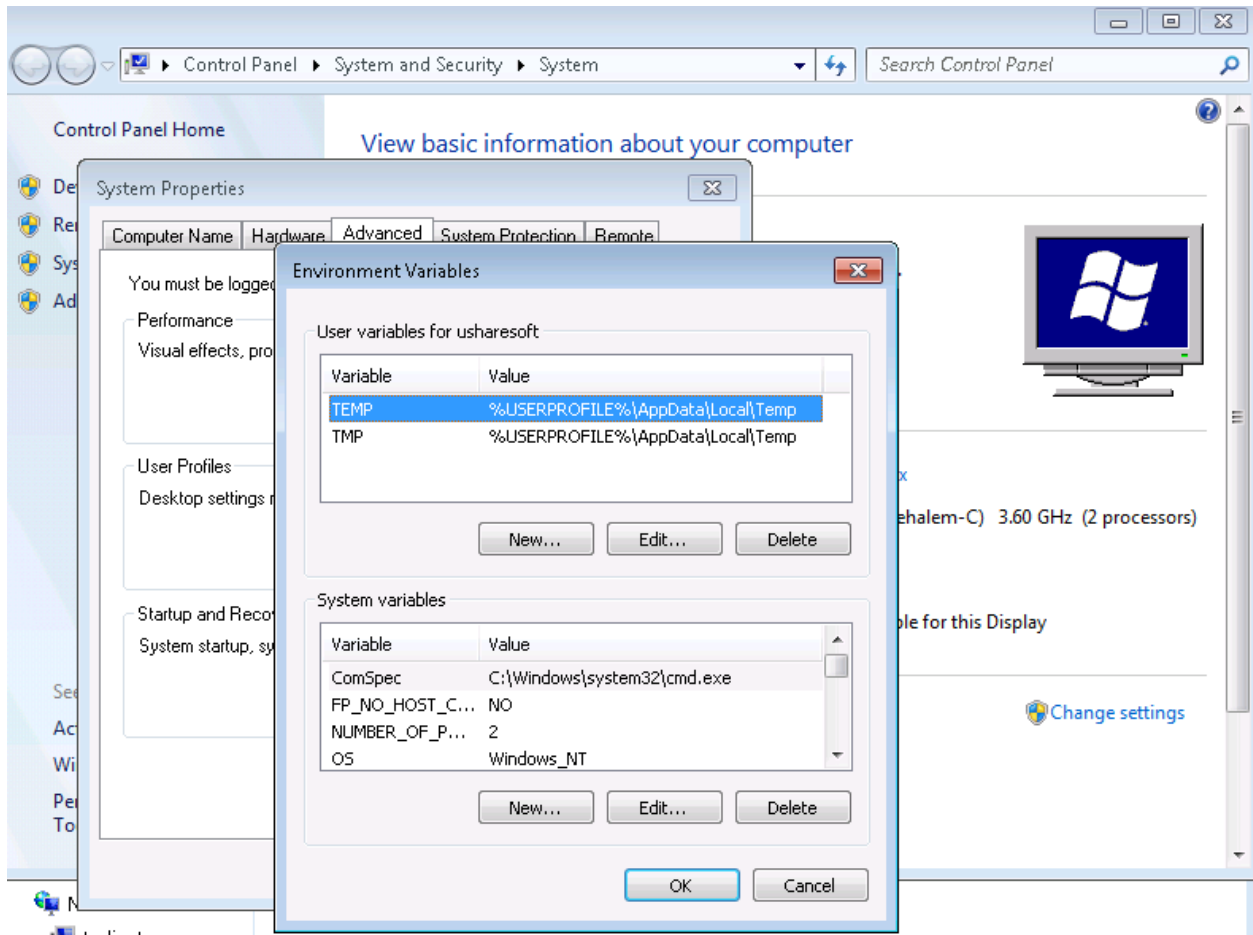 Control Panel
System and Security
System
Search Control Panel
Control Panel Home
View basic information about your computer
System Properties
Computer Name
Hardware
Advanced
System Protection
Remote
You must be logged
Performance
Visual effects, pro
User Profiles
Desktop settings r
Startup and Recov
System startup, sy
Environment Variables
User variables for usharesoft
Variable Value
TEMP %USERPROFILE%\AppData\Local\Temp
TMP %USERPROFILE%\AppData\Local\Temp
New... Edit... Delete
System variables
Variable Value
ComSpec C:\Windows\system32\cmd.exe
FP_NO_HOST_C... NO
NUMBER_OF_P... 2
OS Windows_NT
New... Edit... Delete
OK Cancel
ehalem-C) 3.60 GHz (2 processors)
ble for this Display
Change settings